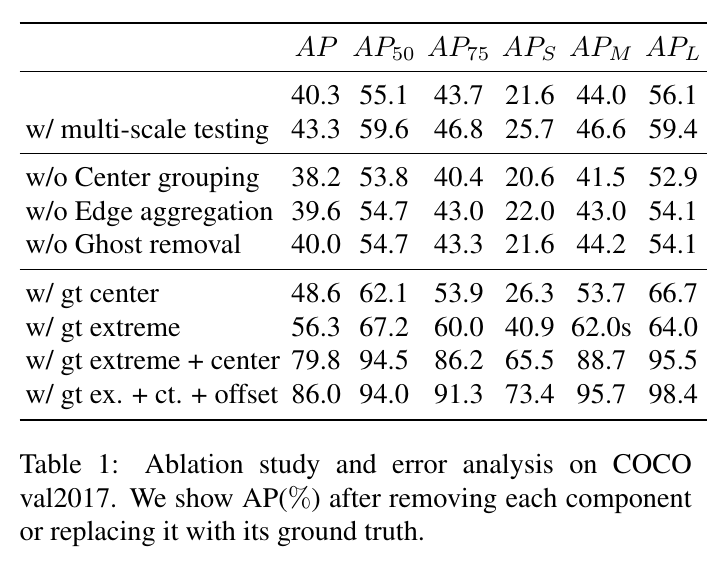 AP AP50 AP75 APS APM APL
40.3 55.1 43.7 21.6 44.0 56.1
w/ multi-scale testing 43.3 59.6 46.8 25.7 46.6 59.4
w/o Center grouping 38.2 53.8 40.4 20.6 41.5 52.9
w/o Edge aggregation 39.6 54.7 43.0 22.0 43.0 54.1
w/o Ghost removal 40.0 54.7 43.3 21.6 44.2 54.1
w/ gt center 48.6 62.1 53.9 26.3 53.7 66.7
w/ gt extreme 56.3 67.2 60.0 40.9 62.0s 64.0
w/ gt extreme + center 79.8 94.5 86.2 65.5 88.7 95.5
w/ gt ex. + ct. + offset 86.0 94.0 91.3 73.4 95.7 98.4
Table 1: Ablation study and error analysis on COCO
val2017. We show AP(%) after removing each component
or replacing it with its ground truth.